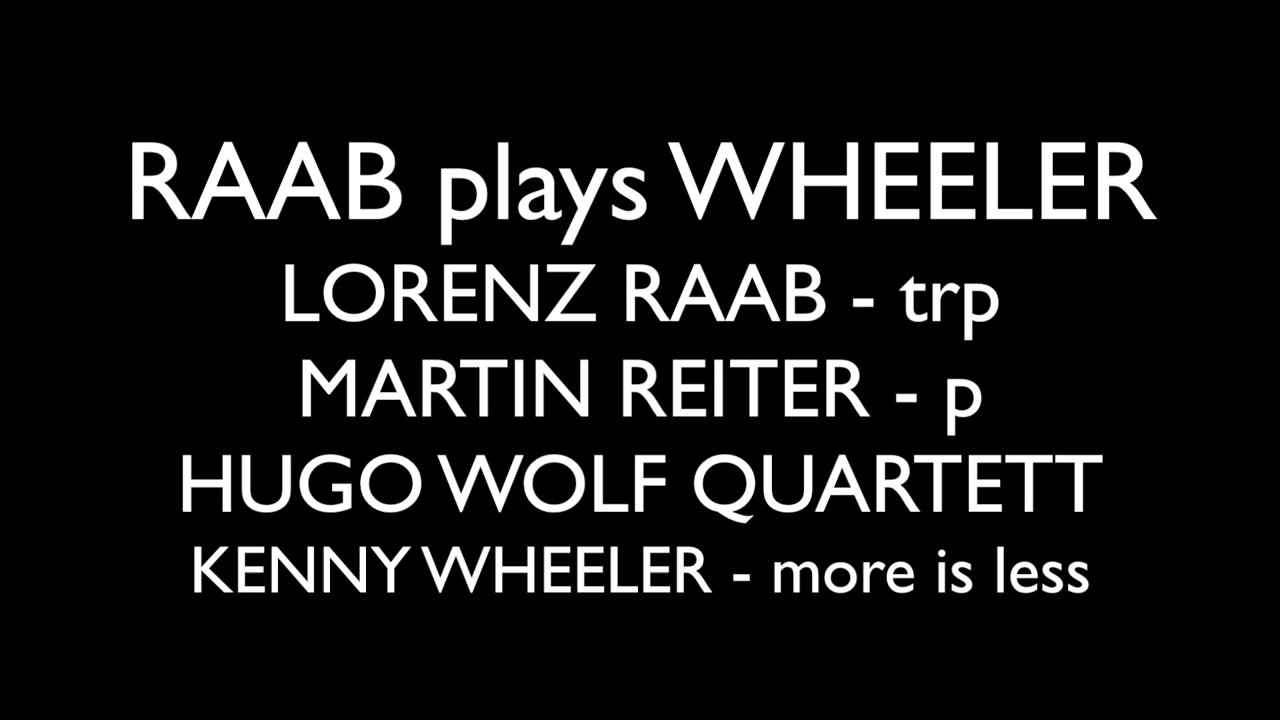 RAAB plays WHEELER
LORENZ RAAB - trp
MARTIN REITER - p
HUGO WOLF QUARTETT
KENNY WHEELER - more is less